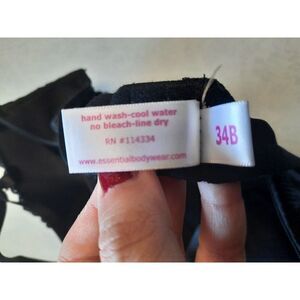 hand wash-cool water
no bleach-line dry
RN #114334
www.essentialbodywear.com
34B